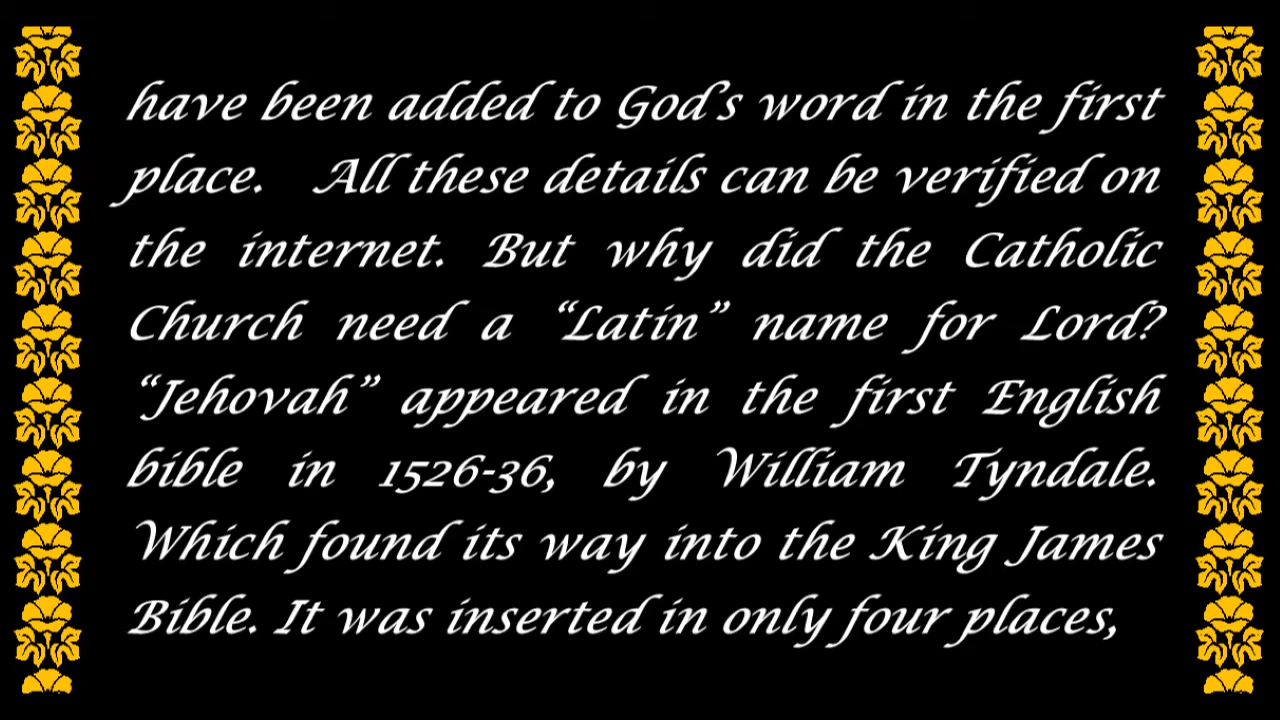 have been added to God's word in the first
place. All these details can be verified on
the internet. But why did the Catholic
Church need a “Latin” name for Lord?
“Jehovah” appeared in the first English
bible in 1526-36, by William Tyndale.
Which found its way into the King James
Bible. It was inserted in only four places,